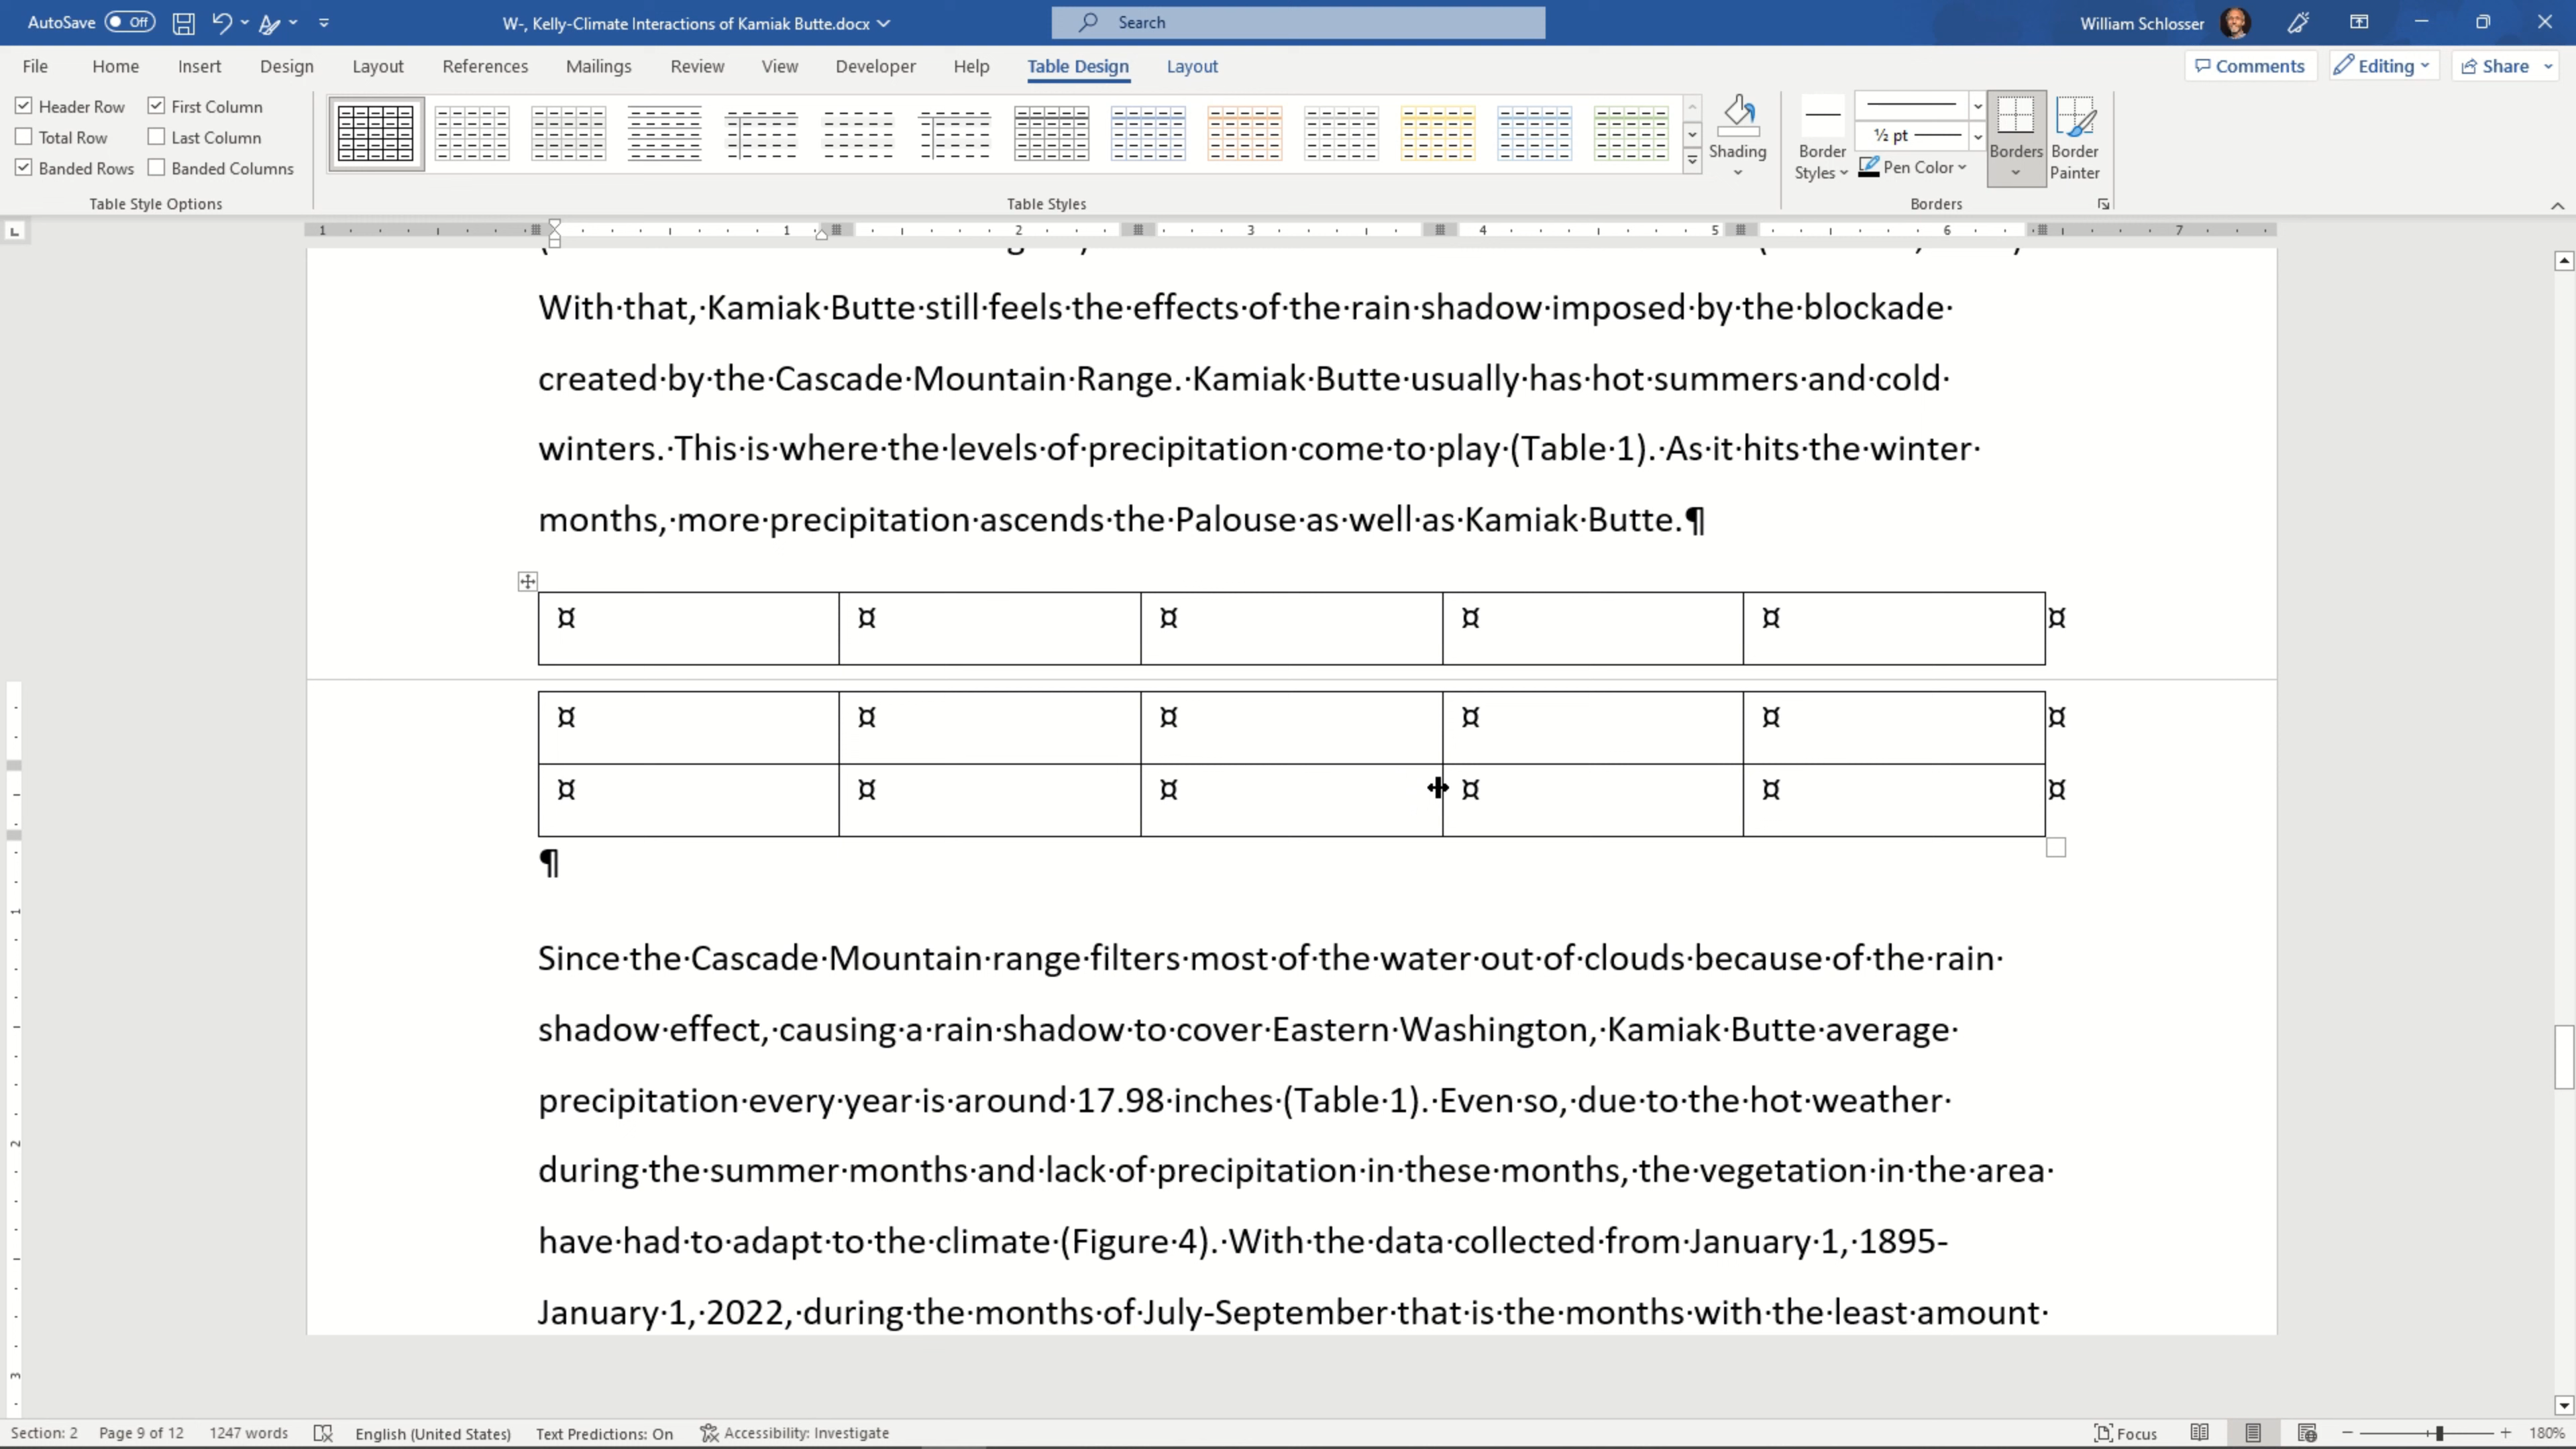 AutoSave Off W-, Kelly-Climate Interactions of Kamiak Butte.docx Search William Schlosser
File Home Insert Design Layout References Mailings Review View Developer Help Table Design Layout Comments Editing Share
Header Row First Column
Total Row Last Column
Banded Rows Banded Columns
Table Style Options
Table Styles
Shading
Border Styles
½ pt
Pen Color
Borders
Border Painter
Borders
1 1 2 3 4 5 6 7
With·that,·Kamiak·Butte·still·feels·the·effects·of·the·rain·shadow·imposed·by·the·blockade·
created·by·the·Cascade·Mountain·Range.·Kamiak·Butte·usually·has·hot·summers·and·cold·
winters.·This·is·where·the·levels·of·precipitation·come·to·play·(Table·1).·As·it·hits·the·winter·
months,·more·precipitation·ascends·the·Palouse·as·well·as·Kamiak·Butte.¶
¤ ¤ ¤ ¤ ¤ ¤
¤ ¤ ¤ ¤ ¤ ¤
¤ ¤ ¤ ¤ ¤ ¤
¶
Since·the·Cascade·Mountain·range·filters·most·of·the·water·out·of·clouds·because·of·the·rain·
shadow·effect,·causing·a·rain·shadow·to·cover·Eastern·Washington,·Kamiak·Butte·average·
precipitation·every·year·is·around·17.98·inches·(Table·1).·Even·so,·due·to·the·hot·weather·
during·the·summer·months·and·lack·of·precipitation·in·these·months,·the·vegetation·in·the·area·
have·had·to·adapt·to·the·climate·(Figure·4).·With·the·data·collected·from·January·1,·1895-
January·1,·2022,·during·the·months·of·July-September·that·is·the·months·with·the·least·amount·
1
2
3
Section: 2 Page 9 of 12 1247 words English (United States) Text Predictions: On Accessibility: Investigate Focus 180%